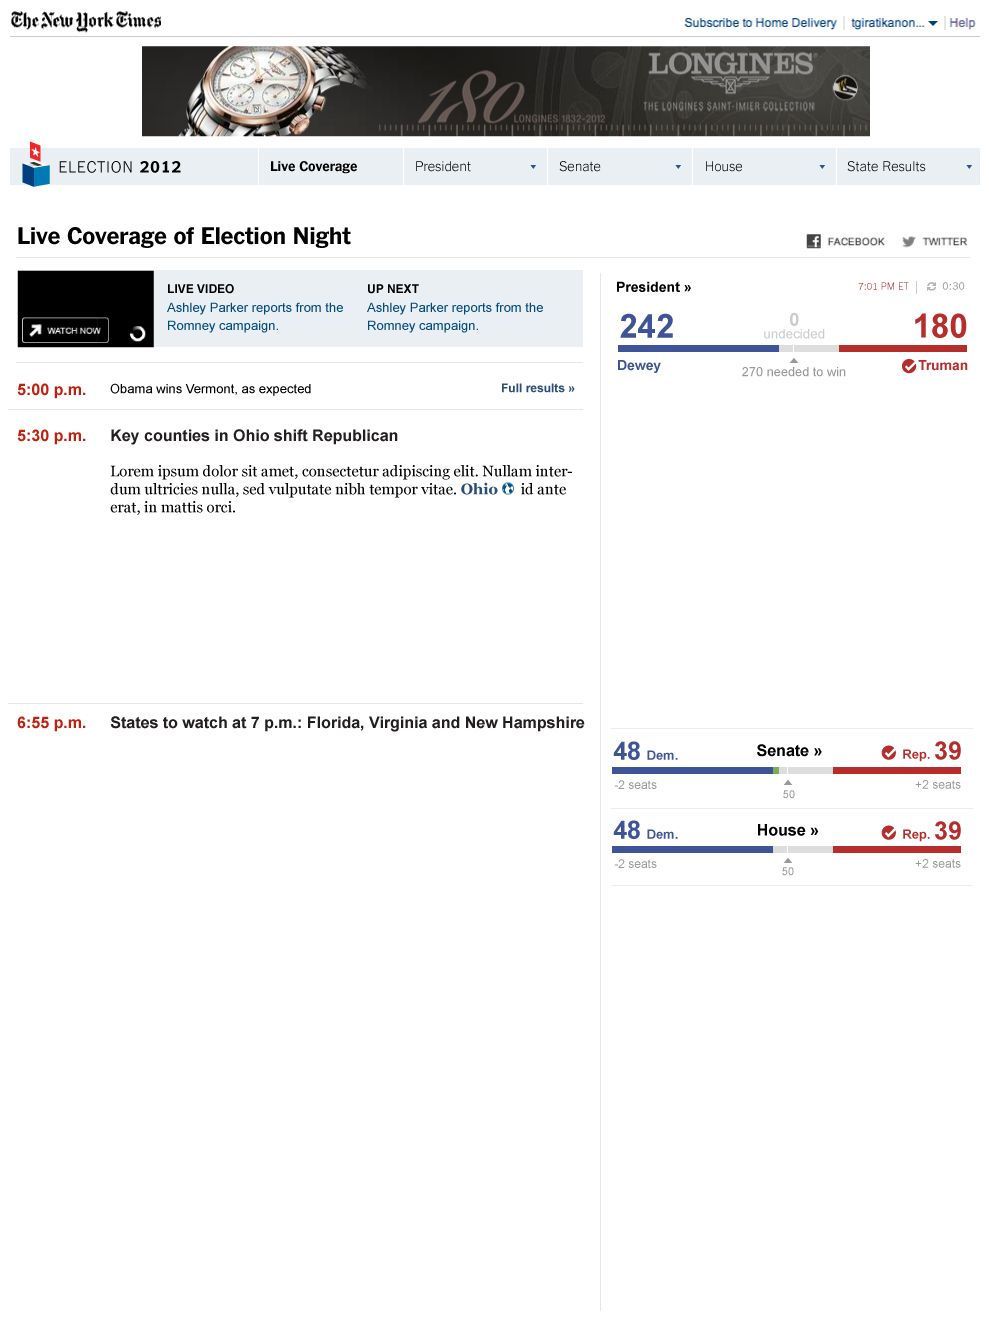 The New York Times
Subscribe to Home Delivery
tgiratikanon...
Help
180
LONGINES 1832-2012
LONGINES
THE LONGINES SAINT-IMIER COLLECTION
ELECTION 2012
Live Coverage
President
Senate
House
State Results
Live Coverage of Election Night
FACEBOOK
TWITTER
WATCH NOW
LIVE VIDEO
Ashley Parker reports from the
Romney campaign.
UP NEXT
Ashley Parker reports from the
Romney campaign.
5:00 p.m.
Obama wins Vermont, as expected
Full results »
5:30 p.m.
Key counties in Ohio shift Republican
Lorem ipsum dolor sit amet, consectetur adipiscing elit. Nullam inter-
dum ultricies nulla, sed vulputate nibh tempor vitae. Ohio id ante
erat, in mattis orci.
6:55 p.m.
States to watch at 7 p.m.: Florida, Virginia and New Hampshire
President »
7:01 PM ET
0:30
242
0
undecided
180
Dewey
270 needed to win
Truman
48 Dem.
Senate »
Rep. 39
-2 seats
50
+2 seats
48 Dem.
House »
Rep. 39
-2 seats
50
+2 seats